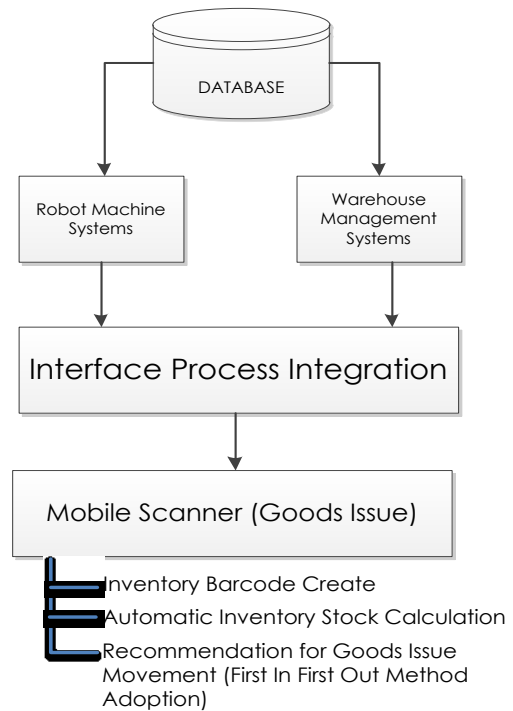 DATABASE
Robot Machine
Systems
Warehouse
Management
Systems
Interface Process Integration
Mobile Scanner (Goods Issue)
Inventory Barcode Create
Automatic Inventory Stock Calculation
Recommendation for Goods Issue
Movement (First In First Out Method
Adoption)